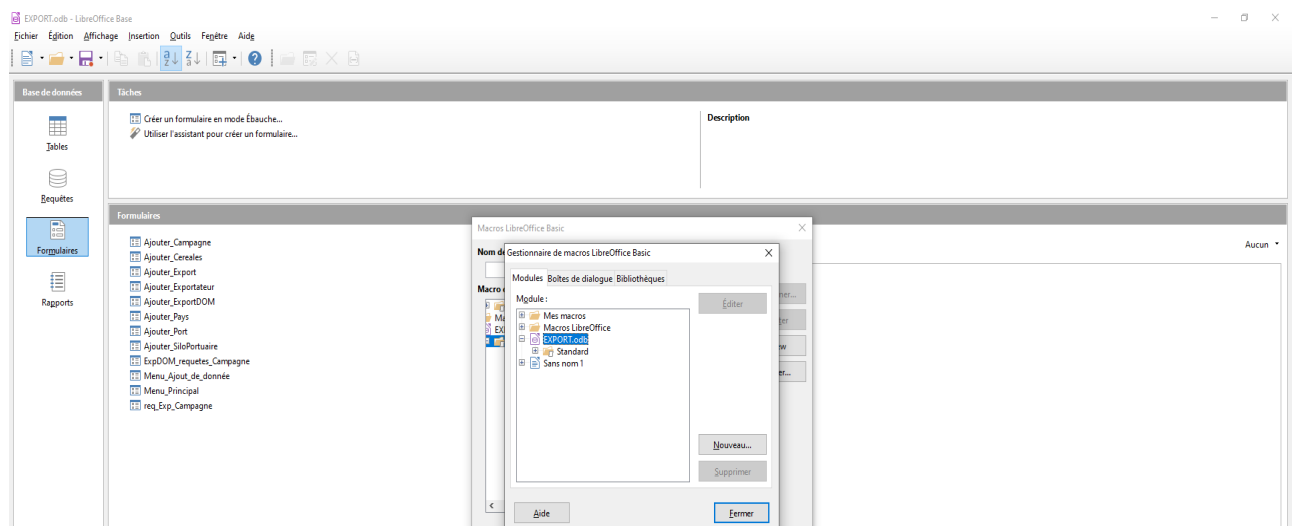 EXPORT.odb - LibreOffice Base
Fichier Édition Affichage Insertion Outils Fenêtre Aide
Base de données
Tables
Requêtes
Formulaires
Rapports
Tâches
Créer un formulaire en mode Ébauche...
Utiliser l'assistant pour créer un formulaire...
Description
Formulaires
Ajouter_Campagne
Ajouter_Cereales
Ajouter_Export
Ajouter_Exportateur
Ajouter_ExportDOM
Ajouter_Pays
Ajouter_Port
Ajouter_SiloPortuaire
ExpDOM_requetes_Campagne
Menu_Ajout_de_donnée
Menu_Principal
req_Exp_Campagne
Aucun
Macros LibreOffice Basic
Gestionnaire de macros LibreOffice Basic
Modules Boîtes de dialogue Bibliothèques
Module :
Mes macros
Macros LibreOffice
EXPORT.odb
Standard
Sans nom 1
Éditer
Nouveau...
Supprimer
Aide
Fermer